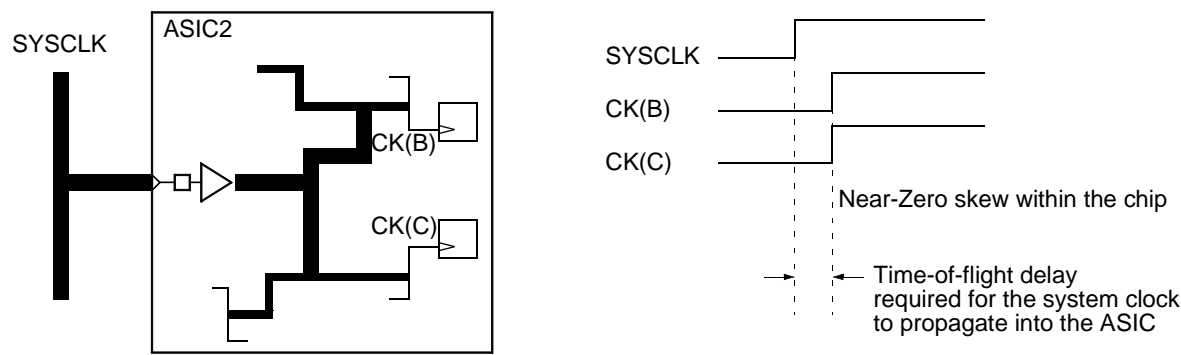 ASIC2
SYSCLK
CK(B)
CK(C)
SYSCLK
CK(B)
CK(C)
Near-Zero skew within the chip
Time-of-flight delay
required for the system clock
to propagate into the ASIC